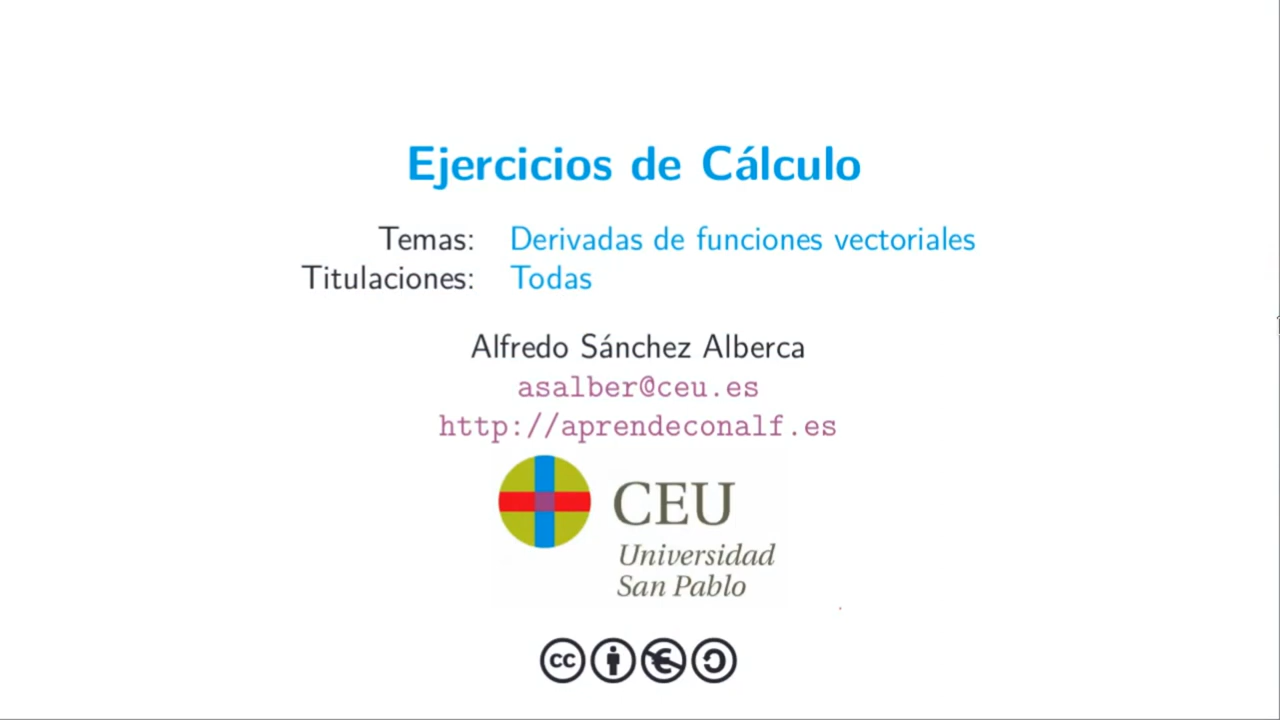 Ejercicios de Cálculo
Temas: Derivadas de funciones vectoriales
Titulaciones: Todas
Alfredo Sánchez Alberca
asalber@ceu.es
http://aprendeconalf.es
CEU
Universidad
San Pablo
cc